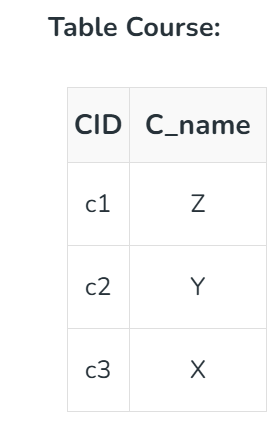 Table Course:
CID C_name
c1 Z
c2 Y
c3 X